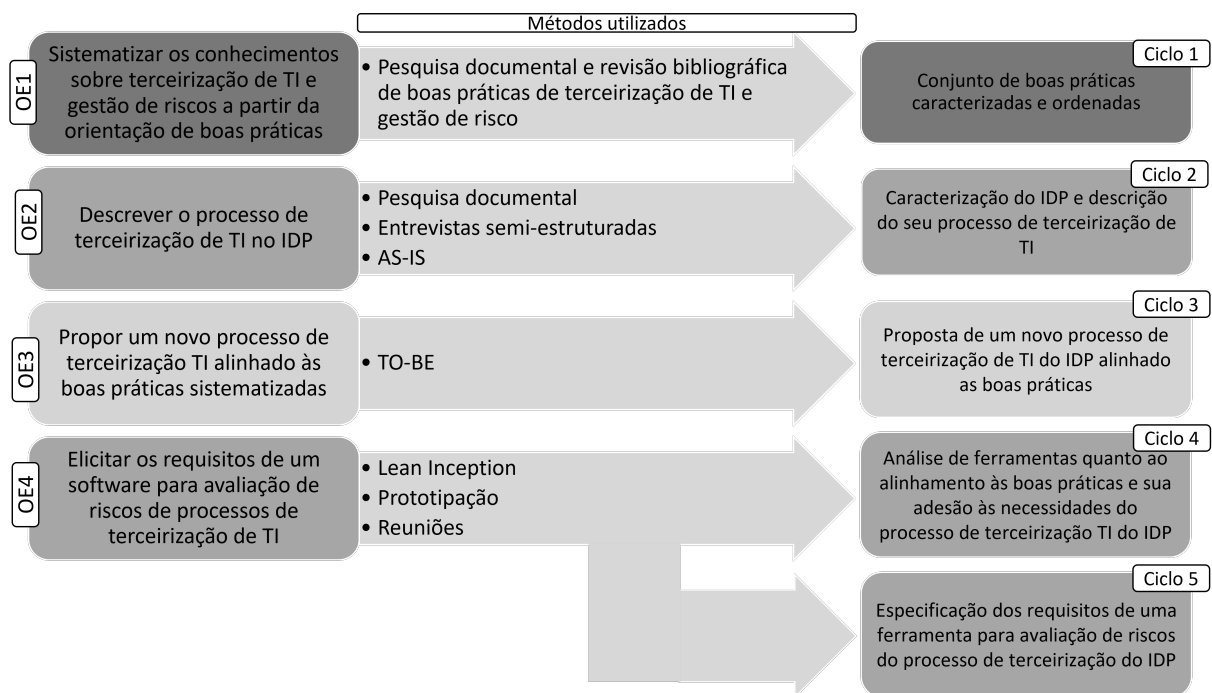 Métodos utilizados
OE1
Sistematizar os conhecimentos
sobre terceirização de TI e
gestão de riscos a partir da
orientação de boas práticas
• Pesquisa documental e revisão bibliográfica
de boas práticas de terceirização de TI e
gestão de risco
Ciclo 1
Conjunto de boas práticas
caracterizadas e ordenadas
OE2
Descrever o processo de
terceirização de TI no IDP
• Pesquisa documental
• Entrevistas semi-estruturadas
• AS-IS
Ciclo 2
Caracterização do IDP e descrição
do seu processo de terceirização de
TI
OE3
Propor um novo processo de
terceirização TI alinhado às
boas práticas sistematizadas
• TO-BE
Ciclo 3
Proposta de um novo processo de
terceirização de TI do IDP alinhado
as boas práticas
OE4
Elicitar os requisitos de um
software para avaliação de
riscos de processos de
terceirização de TI
• Lean Inception
• Prototipação
• Reuniões
Ciclo 4
Análise de ferramentas quanto ao
alinhamento às boas práticas e sua
adesão às necessidades do
processo de terceirização TI do IDP
Ciclo 5
Especificação dos requisitos de uma
ferramenta para avaliação de riscos
do processo de terceirização do IDP